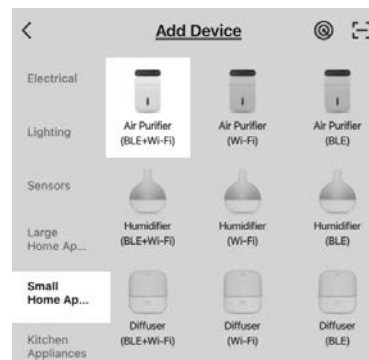 Add Device
Electrical
Lighting
Sensors
Large
Home Ap...
Small
Home Ap...
Kitchen
Appliances
Air Purifier
(BLE+Wi-Fi)
Air Purifier
(Wi-Fi)
Air Purifier
(BLE)
Humidifier
(BLE+Wi-Fi)
Humidifier
(Wi-Fi)
Humidifier
(BLE)
Diffuser
(BLE+Wi-Fi)
Diffuser
(Wi-Fi)
Diffuser
(BLE)